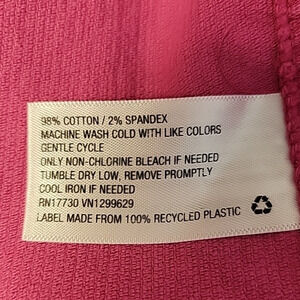 98% COTTON / 2% SPANDEX
MACHINE WASH COLD WITH LIKE COLORS
GENTLE CYCLE
ONLY NON-CHLORINE BLEACH IF NEEDED
TUMBLE DRY LOW, REMOVE PROMPTLY
COOL IRON IF NEEDED
RN17730 VN1299629
LABEL MADE FROM 100% RECYCLED PLASTIC